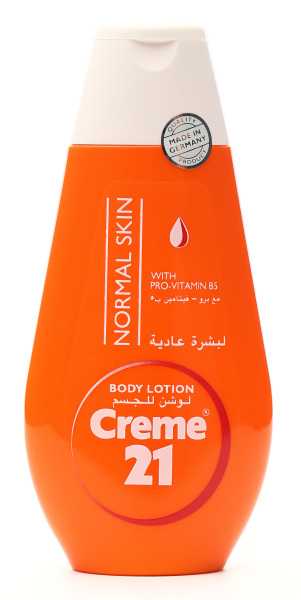 QUALITY
MADE IN
GERMANY
NORMAL SKIN
WITH
PRO-VITAMIN B5
مع برو - فيتامين ب٥
لبشرة عادية
BODY LOTION
لوشن للجسم
Creme®
21